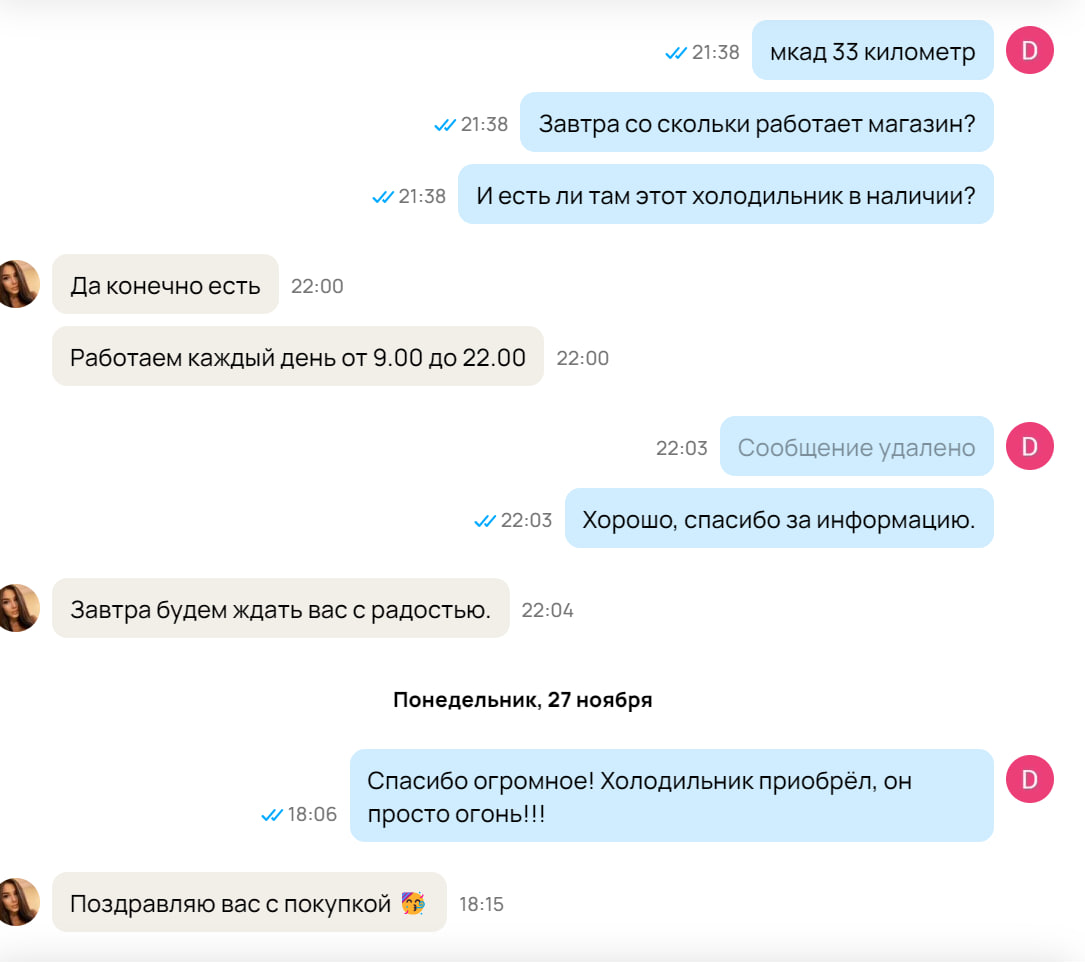 21:38 мкад 33 километр D
21:38 Завтра со скольки работает магазин?
21:38 И есть ли там этот холодильник в наличии?
Да конечно есть 22:00
Работаем каждый день от 9.00 до 22.00 22:00
22:03 Сообщение удалено D
22:03 Хорошо, спасибо за информацию.
Завтра будем ждать вас с радостью. 22:04
Понедельник, 27 ноября
Спасибо огромное! Холодильник приобрёл, он D
18:06 просто огонь!!!
Поздравляю вас с покупкой 🥳 18:15